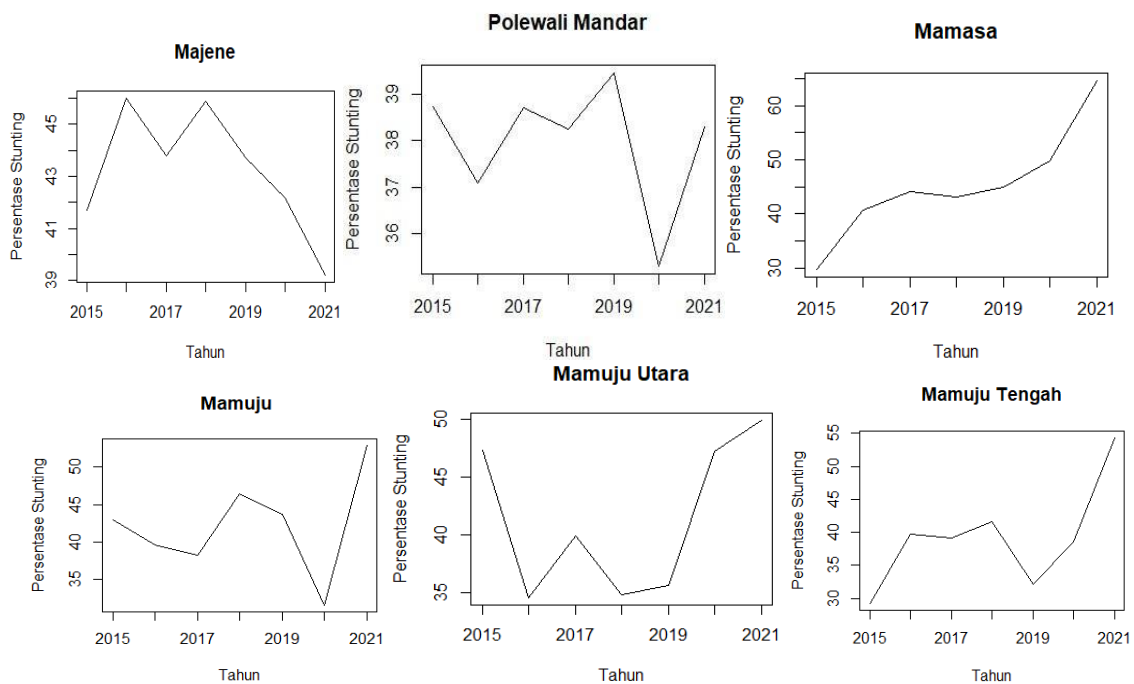 Majene
Persentase Stunting
45
43
41
39
2015 2017 2019 2021
Tahun
Polewali Mandar
Persentase Stunting
39
38
37
36
2015 2017 2019 2021
Tahun
Mamasa
Persentase Stunting
60
50
40
30
2015 2017 2019 2021
Tahun
Mamuju
Persentase Stunting
50
45
40
35
2015 2017 2019 2021
Tahun
Mamuju Utara
Persentase Stunting
50
45
40
35
2015 2017 2019 2021
Tahun
Mamuju Tengah
Persentase Stunting
55
50
45
40
35
30
2015 2017 2019 2021
Tahun